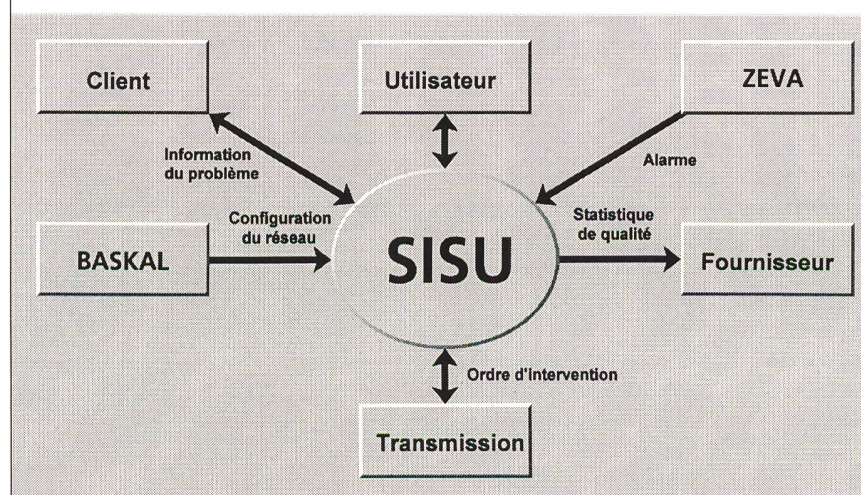 Client
Utilisateur
ZEVA
Information
du problème
Alarme
Configuration
du réseau
Statistique
de qualité
BASKAL
SISU
Fournisseur
Ordre d'intervention
Transmission